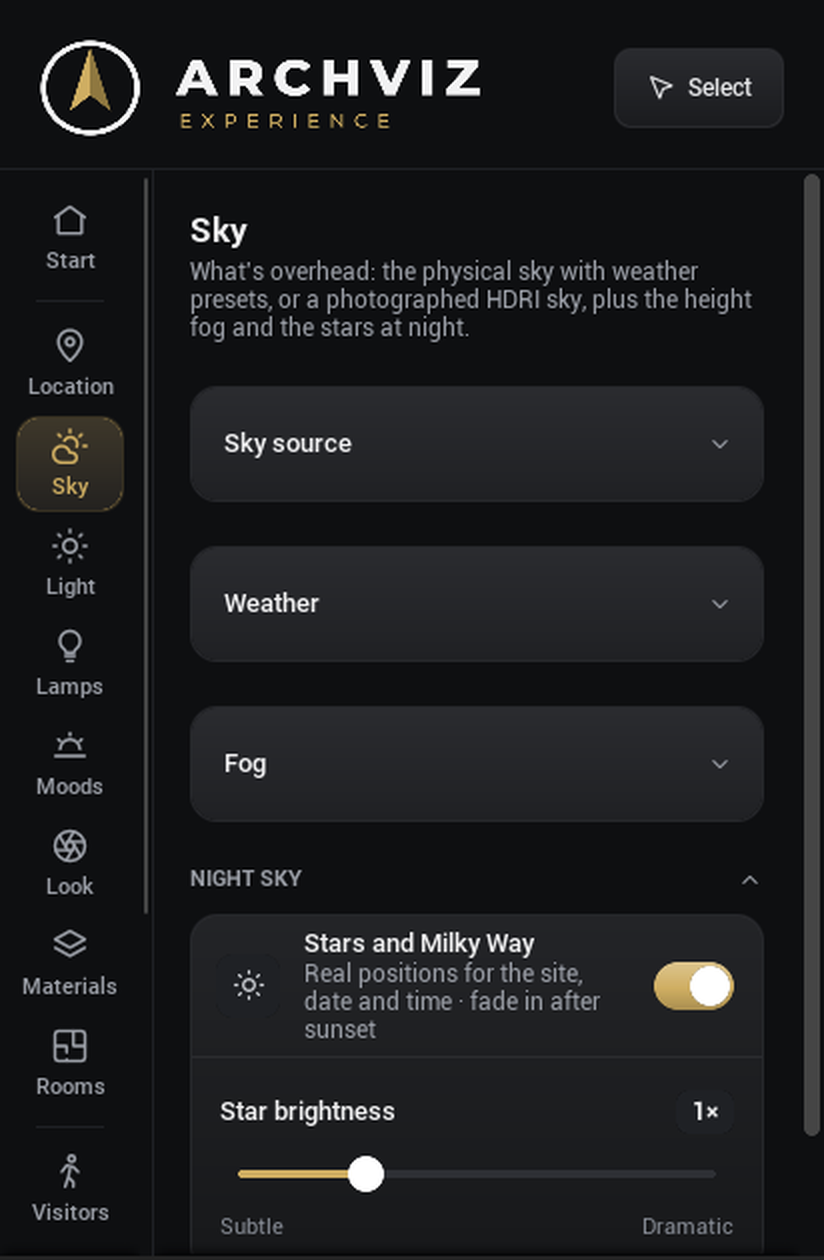 ARCHVIZ
EXPERIENCE
Select
Start
Location
Sky
Light
Lamps
Moods
Look
Materials
Rooms
Visitors
Sky
What's overhead: the physical sky with weather
presets, or a photographed HDRI sky, plus the height
fog and the stars at night.
Sky source
Weather
Fog
NIGHT SKY
Stars and Milky Way
Real positions for the site,
date and time · fade in after
sunset
Star brightness
1×
Subtle
Dramatic